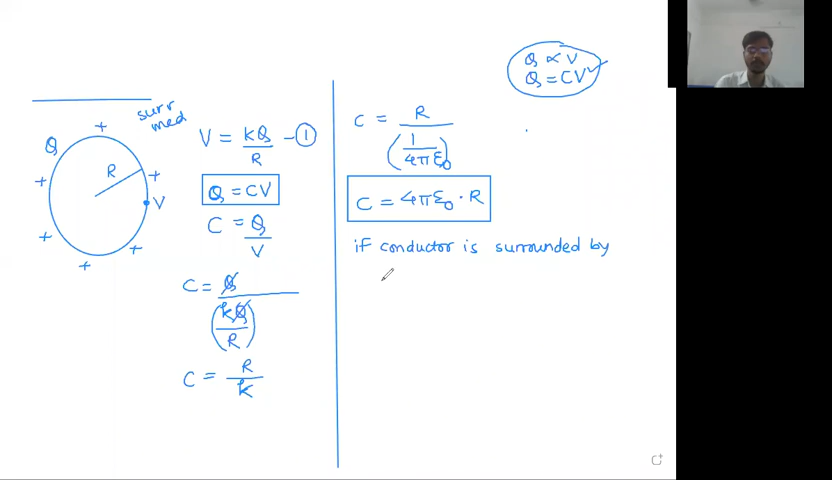 Q ∝ V
Q = CV
surr
med
Q
R
V
V = kQ/R - ①
Q = CV
C = Q/V
C = Q/(kQ/R)
C = R/k
C = R/(1/4πε₀)
C = 4πε₀ · R
if conductor is surrounded by